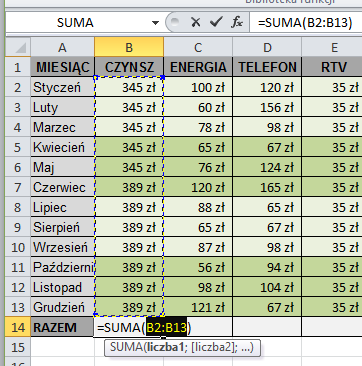 Biblioteka funkcji
SUMA =SUMA(B2:B13)
A B C D E
1 MIESIĄC CZYNSZ ENERGIA TELEFON RTV
2 Styczeń 345 zł 100 zł 120 zł 35 zł
3 Luty 345 zł 60 zł 156 zł 35 zł
4 Marzec 345 zł 78 zł 98 zł 35 zł
5 Kwiecień 345 zł 65 zł 67 zł 35 zł
6 Maj 345 zł 76 zł 124 zł 35 zł
7 Czerwiec 389 zł 120 zł 165 zł 35 zł
8 Lipiec 389 zł 88 zł 65 zł 35 zł
9 Sierpień 389 zł 65 zł 67 zł 35 zł
10 Wrzesień 389 zł 87 zł 98 zł 35 zł
11 Październi 389 zł 56 zł 94 zł 35 zł
12 Listopad 389 zł 98 zł 104 zł 35 zł
13 Grudzień 389 zł 121 zł 67 zł 35 zł
14 RAZEM =SUMA(B2:B13)
15 SUMA(liczba1; [liczba2]; ...)
16